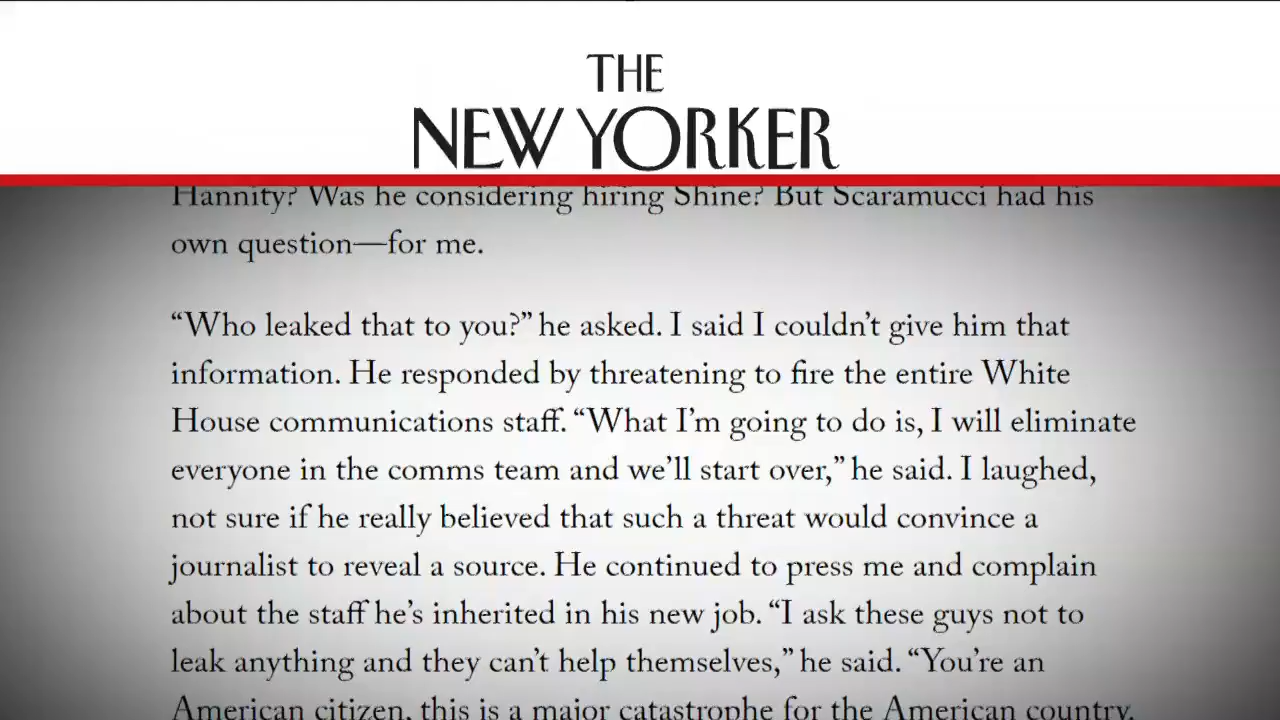 THE
NEW YORKER
Hannity? Was he considering hiring Shine? But Scaramucci had his
own question—for me.
“Who leaked that to you?” he asked. I said I couldn’t give him that
information. He responded by threatening to fire the entire White
House communications staff. “What I’m going to do is, I will eliminate
everyone in the comms team and we’ll start over,” he said. I laughed,
not sure if he really believed that such a threat would convince a
journalist to reveal a source. He continued to press me and complain
about the staff he’s inherited in his new job. “I ask these guys not to
leak anything and they can’t help themselves,” he said. “You’re an
American citizen, this is a major catastrophe for the American country.